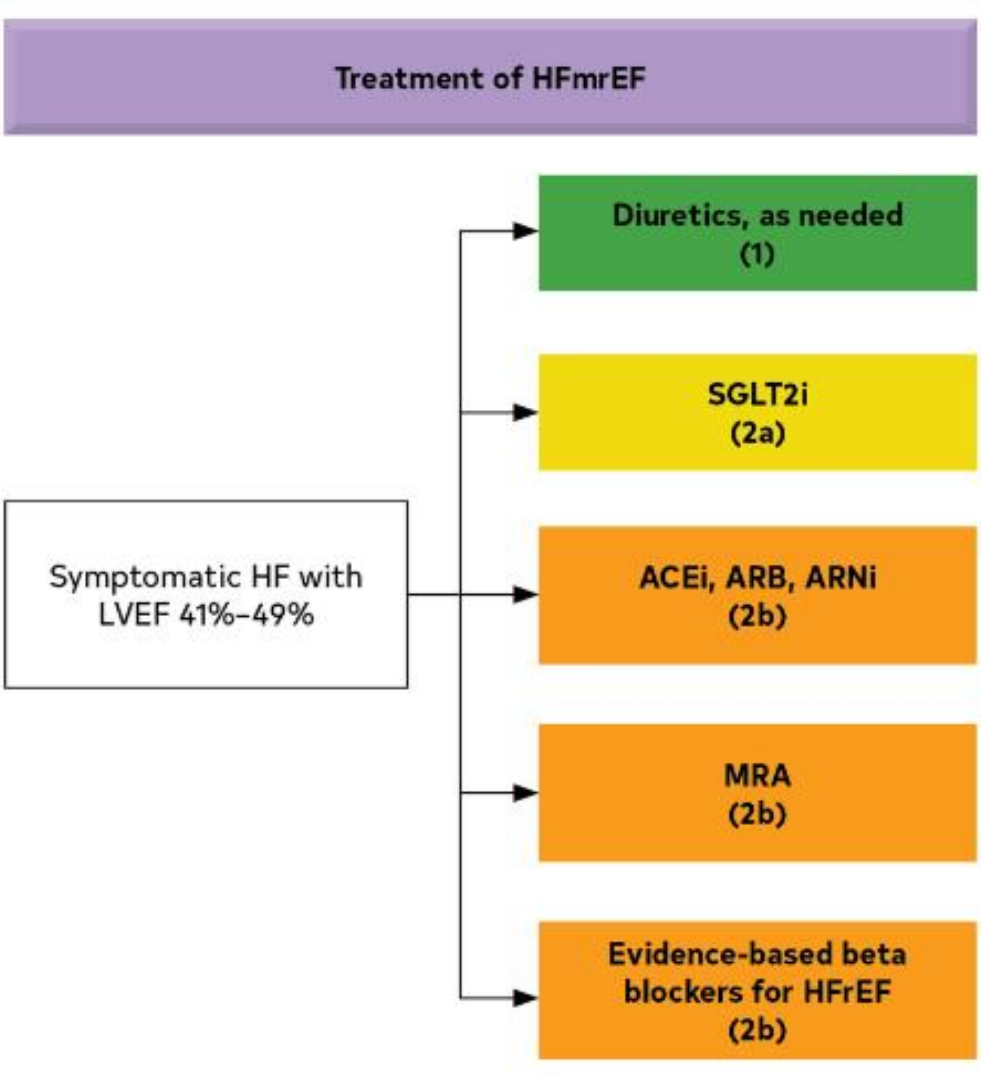 Treatment of HFmrEF
Diuretics, as needed
(1)
SGLT2i
(2a)
Symptomatic HF with
LVEF 41%–49%
ACEi, ARB, ARNi
(2b)
MRA
(2b)
Evidence-based beta
blockers for HFrEF
(2b)